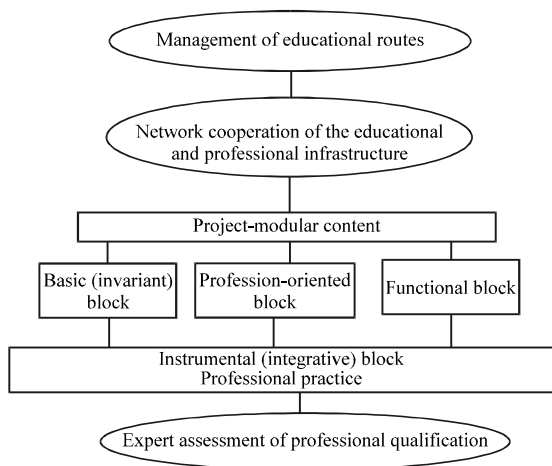 Management of educational routes
Network cooperation of the educational
and professional infrastructure
Project-modular content
Basic (invariant)
block
Profession-oriented
block
Functional block
Instrumental (integrative) block
Professional practice
Expert assessment of professional qualification